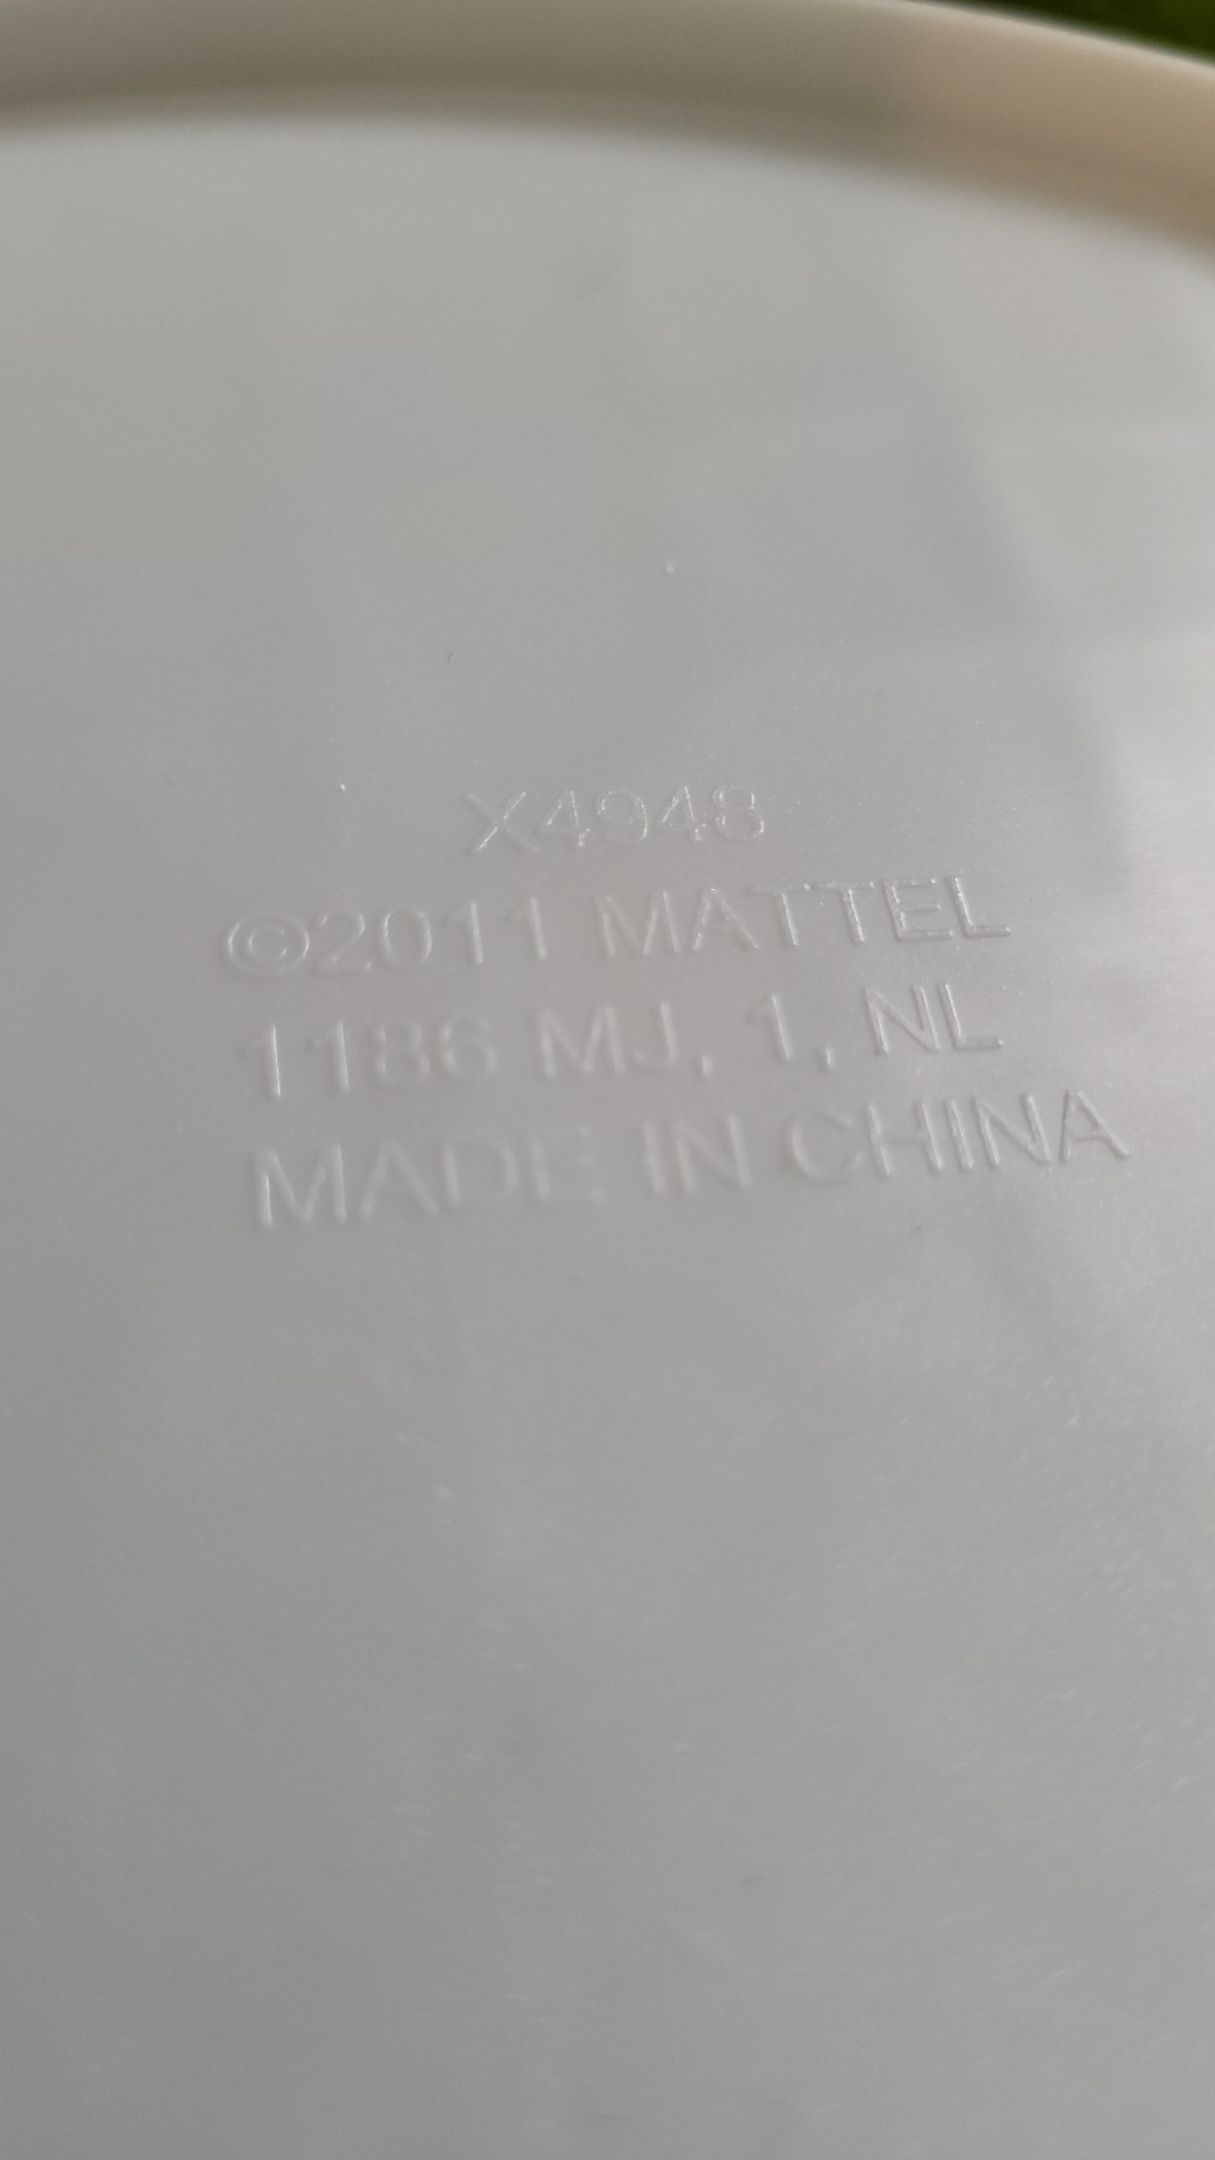 X4948
©2011 MATTEL
1186 MJ, 1, NL
MADE IN CHINA